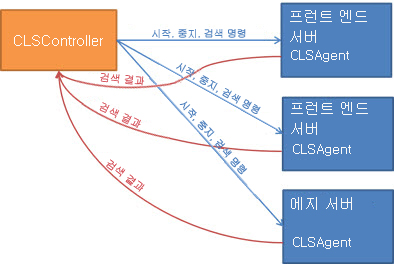 CLSController
시작, 중지, 검색 명령
프런트 엔드
서버
CLSAgent
검색 결과
시작, 중지, 검색 명령
프런트 엔드
서버
CLSAgent
검색 결과
시작, 중지, 검색 명령
검색 결과
에지 서버
CLSAgent